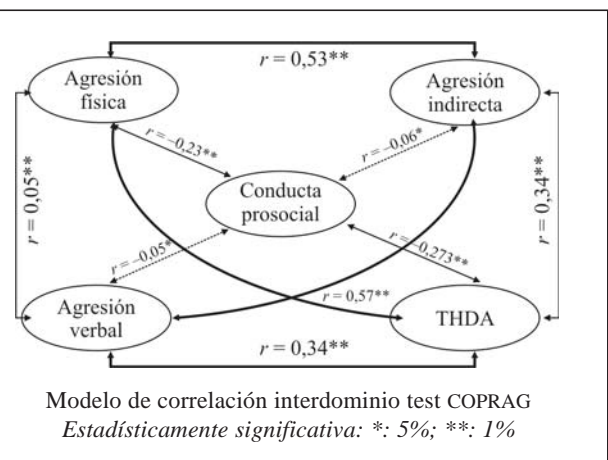 r = 0,53**
Agresión
física
Agresión
indirecta
r = –0,23**
r = –0,06*
r = 0,05**
Conducta
prosocial
r = 0,34**
r = –0,05*
r = –0,273**
Agresión
verbal
r = 0,57**
THDA
r = 0,34**
Modelo de correlación interdominio test COPRAG
Estadísticamente significativa: *: 5%; **: 1%